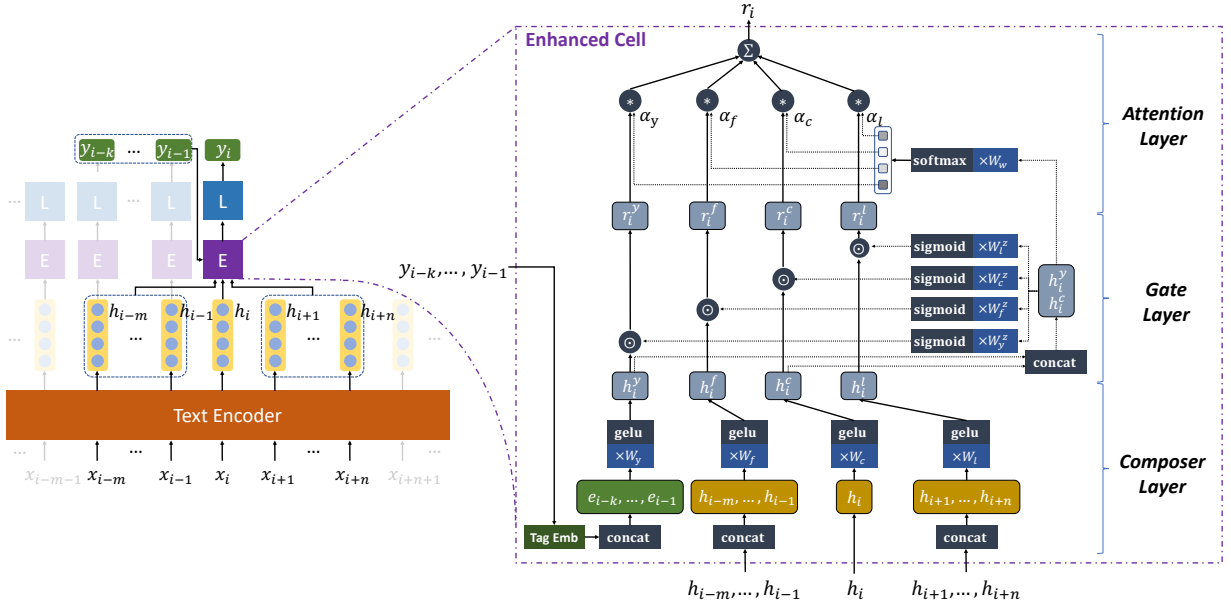 y_{i-k} ... y_{i-1} y_i
... L L ... L L
E E E E
h_{i-m} h_{i-1} h_i h_{i+1} h_{i+n}
... ... ... ...
Text Encoder
... ... ... ...
x_{i-m-1} x_{i-m} x_{i-1} x_i x_{i+1} x_{i+n} x_{i+n+1}
r_i
Enhanced Cell
Σ
* * * *
α_y α_f α_c α_l
softmax ×W_w
Attention
Layer
r_i^y r_i^f r_i^c r_i^l
⊙ sigmoid ×W_l^z
⊙ sigmoid ×W_c^z
⊙ sigmoid ×W_f^z
⊙ sigmoid ×W_y^z
h_i^y
h_i^c
concat
Gate
Layer
y_{i-k}, ..., y_{i-1}
h_i^y h_i^f h_i^c h_i^l
gelu gelu gelu gelu
×W_y ×W_f ×W_c ×W_l
e_{i-k}, ..., e_{i-1} h_{i-m}, ..., h_{i-1} h_i h_{i+1}, ..., h_{i+n}
Tag Emb concat concat concat
Composer
Layer
h_{i-m}, ..., h_{i-1} h_i h_{i+1}, ..., h_{i+n}